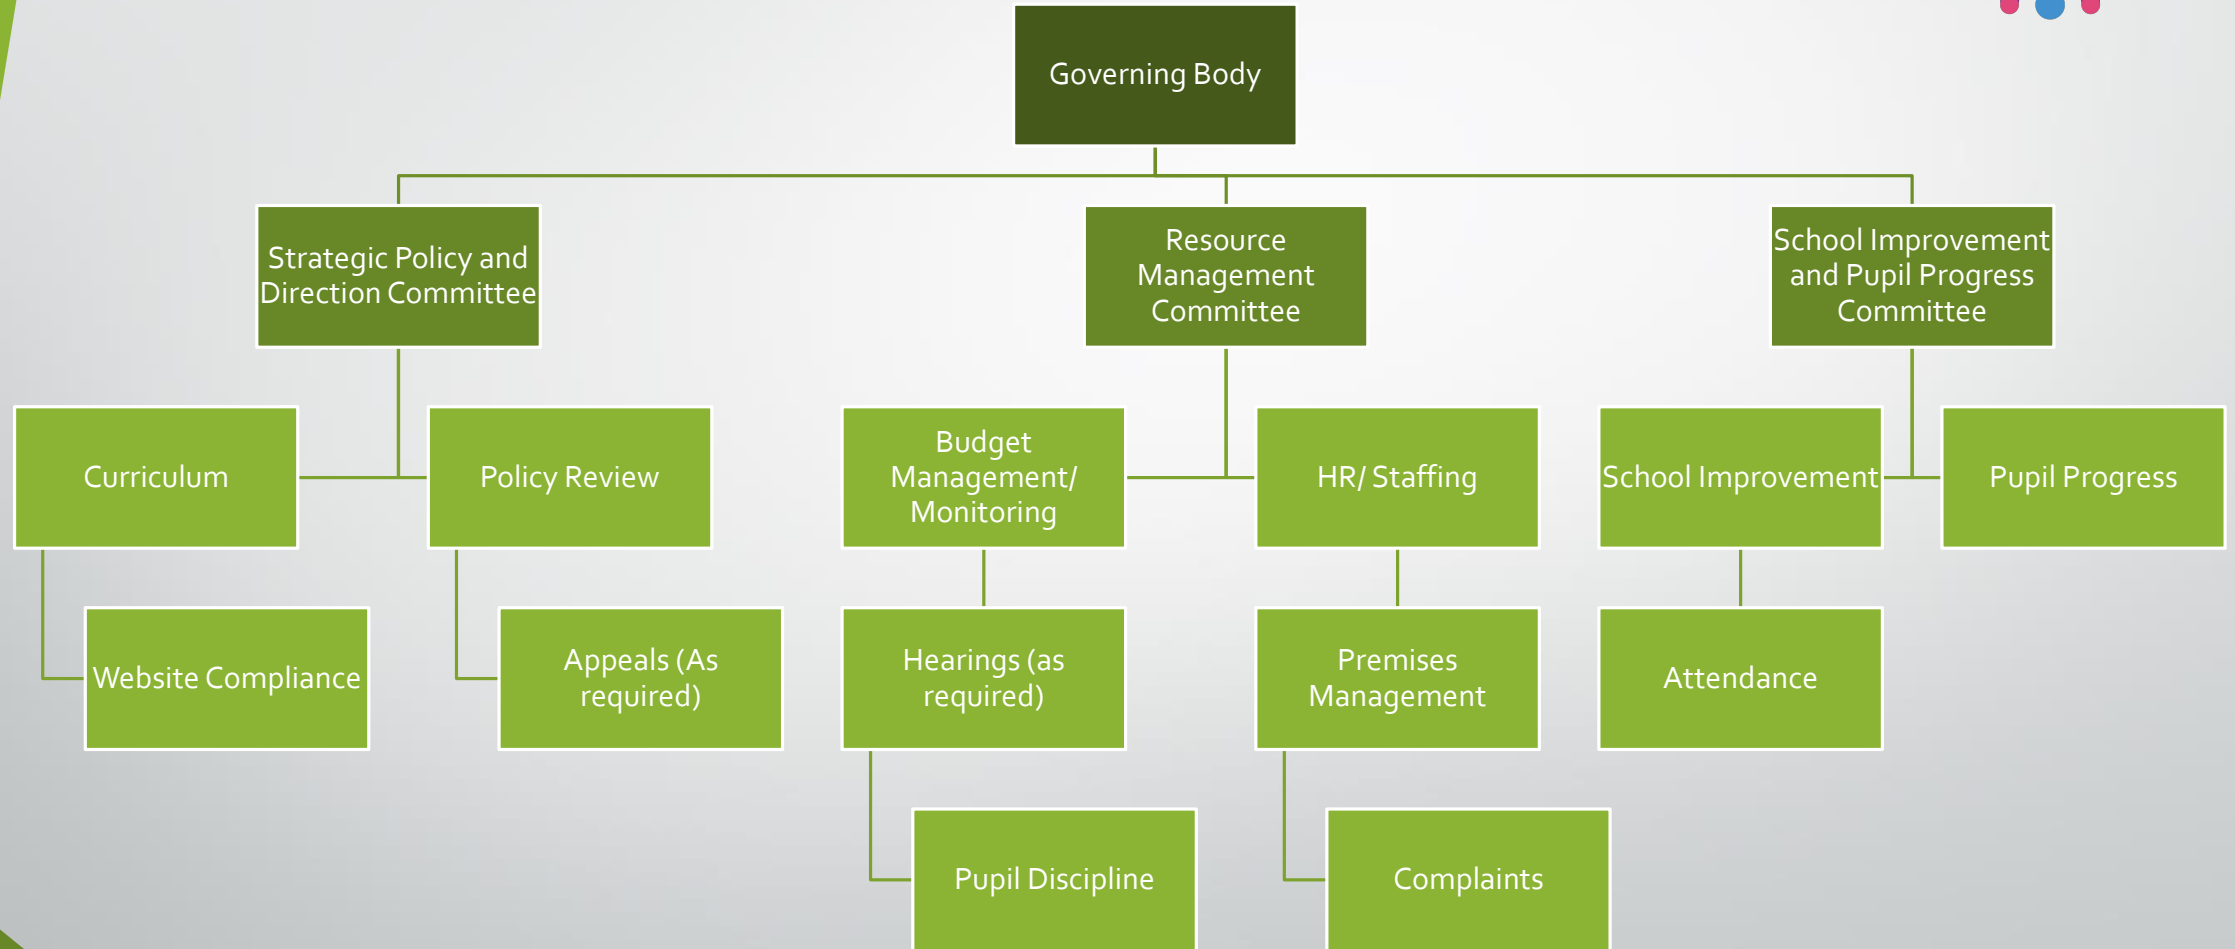 Governing Body
Strategic Policy and
Direction Committee
Resource
Management
Committee
School Improvement
and Pupil Progress
Committee
Curriculum
Policy Review
Budget
Management/
Monitoring
HR/ Staffing
School Improvement
Pupil Progress
Website Compliance
Appeals (As
required)
Hearings (as
required)
Premises
Management
Attendance
Pupil Discipline
Complaints